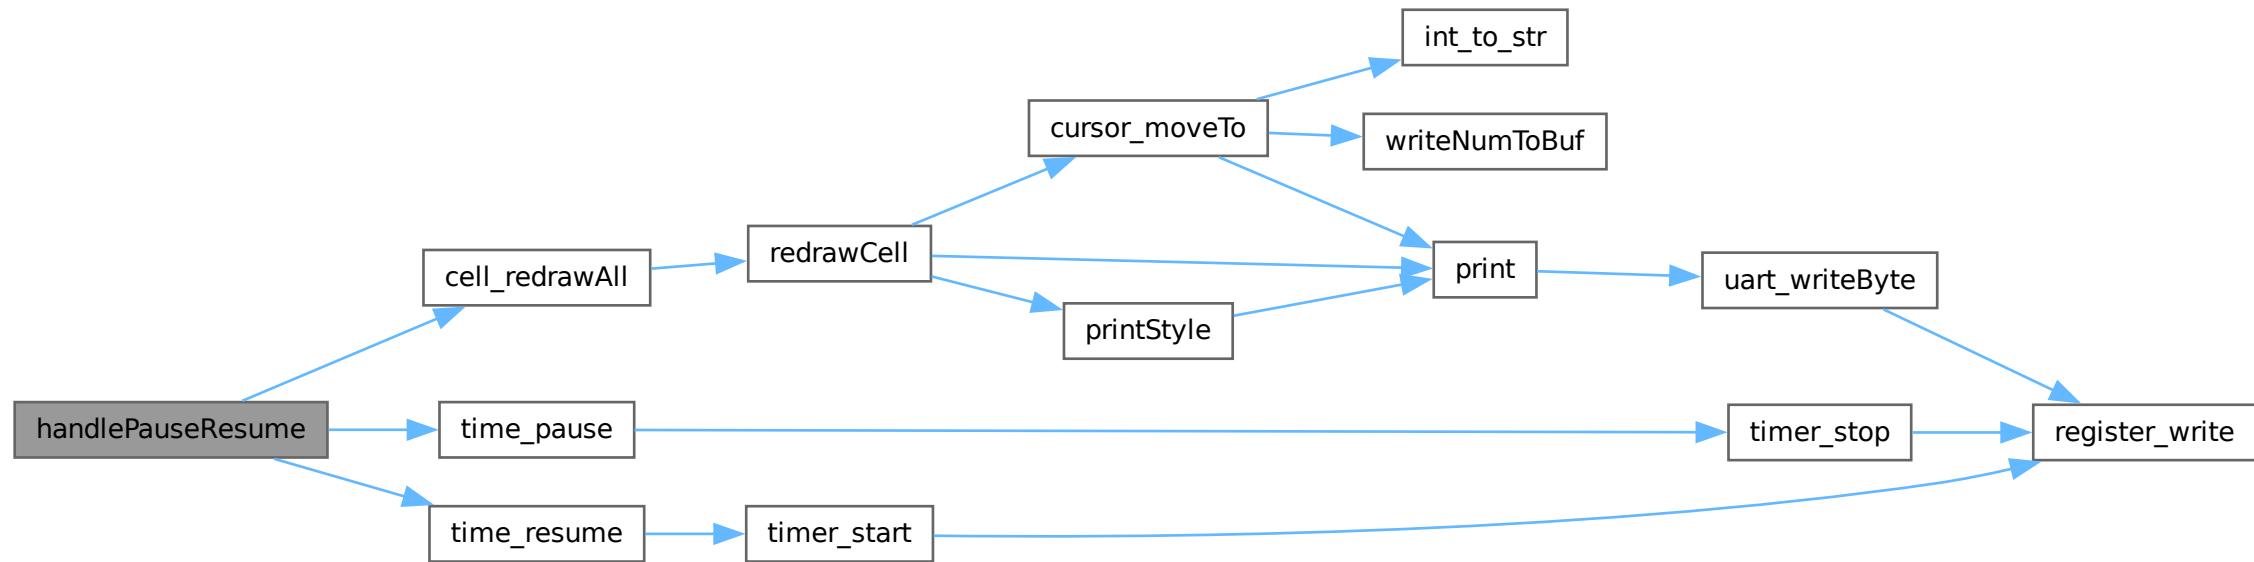 int_to_str
cursor_moveTo
writeNumToBuf
redrawCell
print
cell_redrawAll
uart_writeByte
printStyle
handlePauseResume
time_pause
timer_stop
register_write
time_resume
timer_start